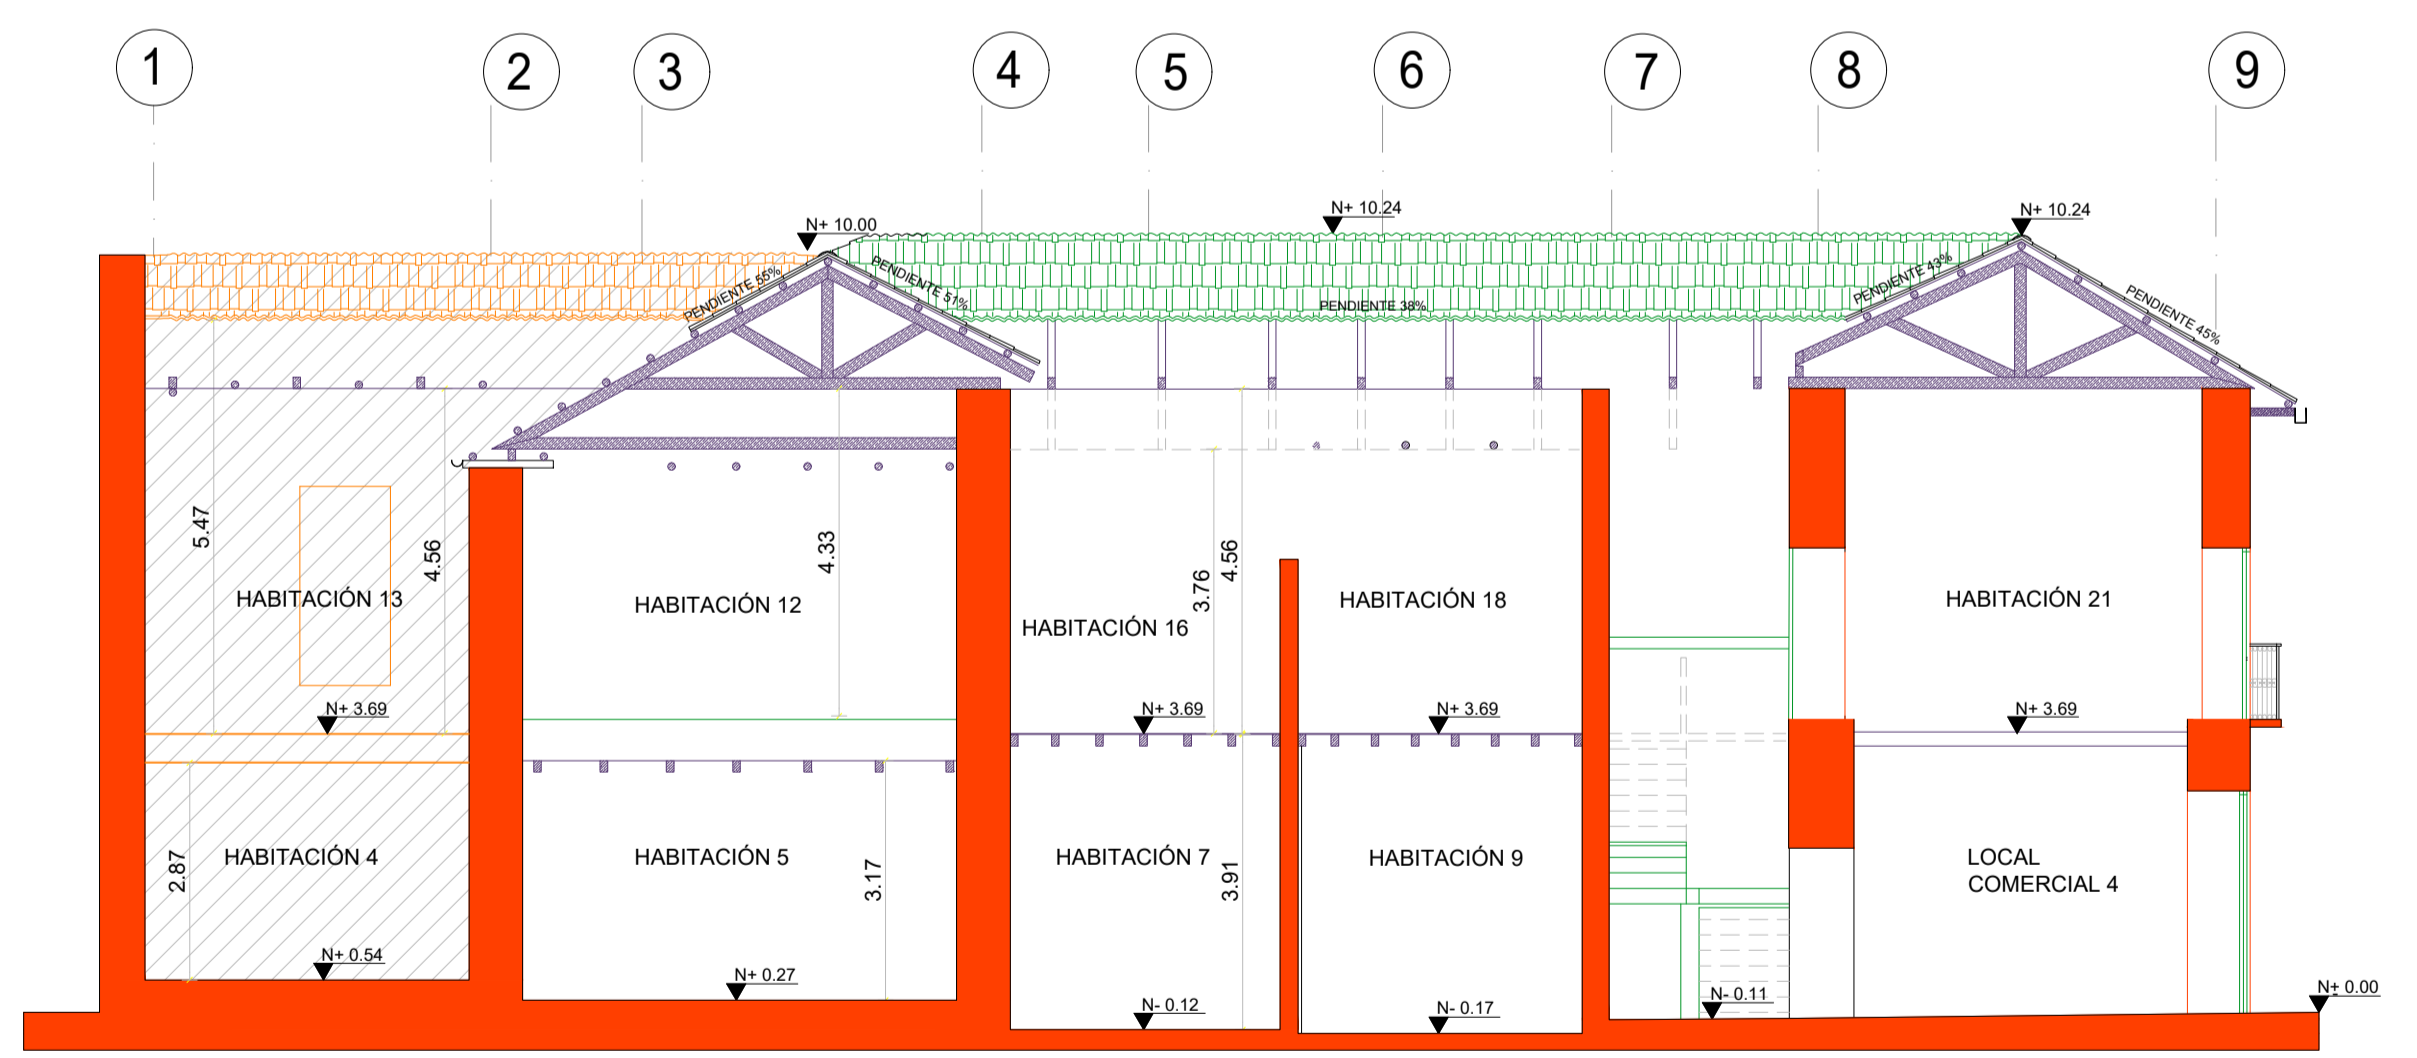 1
2
3
4
5
6
7
8
9
N+ 10.00
N+ 10.24
N+ 10.24
PENDIENTE 55%
PENDIENTE 51%
PENDIENTE 38%
PENDIENTE 43%
PENDIENTE 45%
5.47
4.56
4.33
3.76
4.56
HABITACIÓN 13
HABITACIÓN 12
HABITACIÓN 16
HABITACIÓN 18
HABITACIÓN 21
N+ 3.69
N+ 3.69
N+ 3.69
N+ 3.69
2.87
3.17
3.91
HABITACIÓN 4
HABITACIÓN 5
HABITACIÓN 7
HABITACIÓN 9
LOCAL
COMERCIAL 4
N+ 0.54
N+ 0.27
N- 0.12
N- 0.17
N- 0.11
N± 0.00